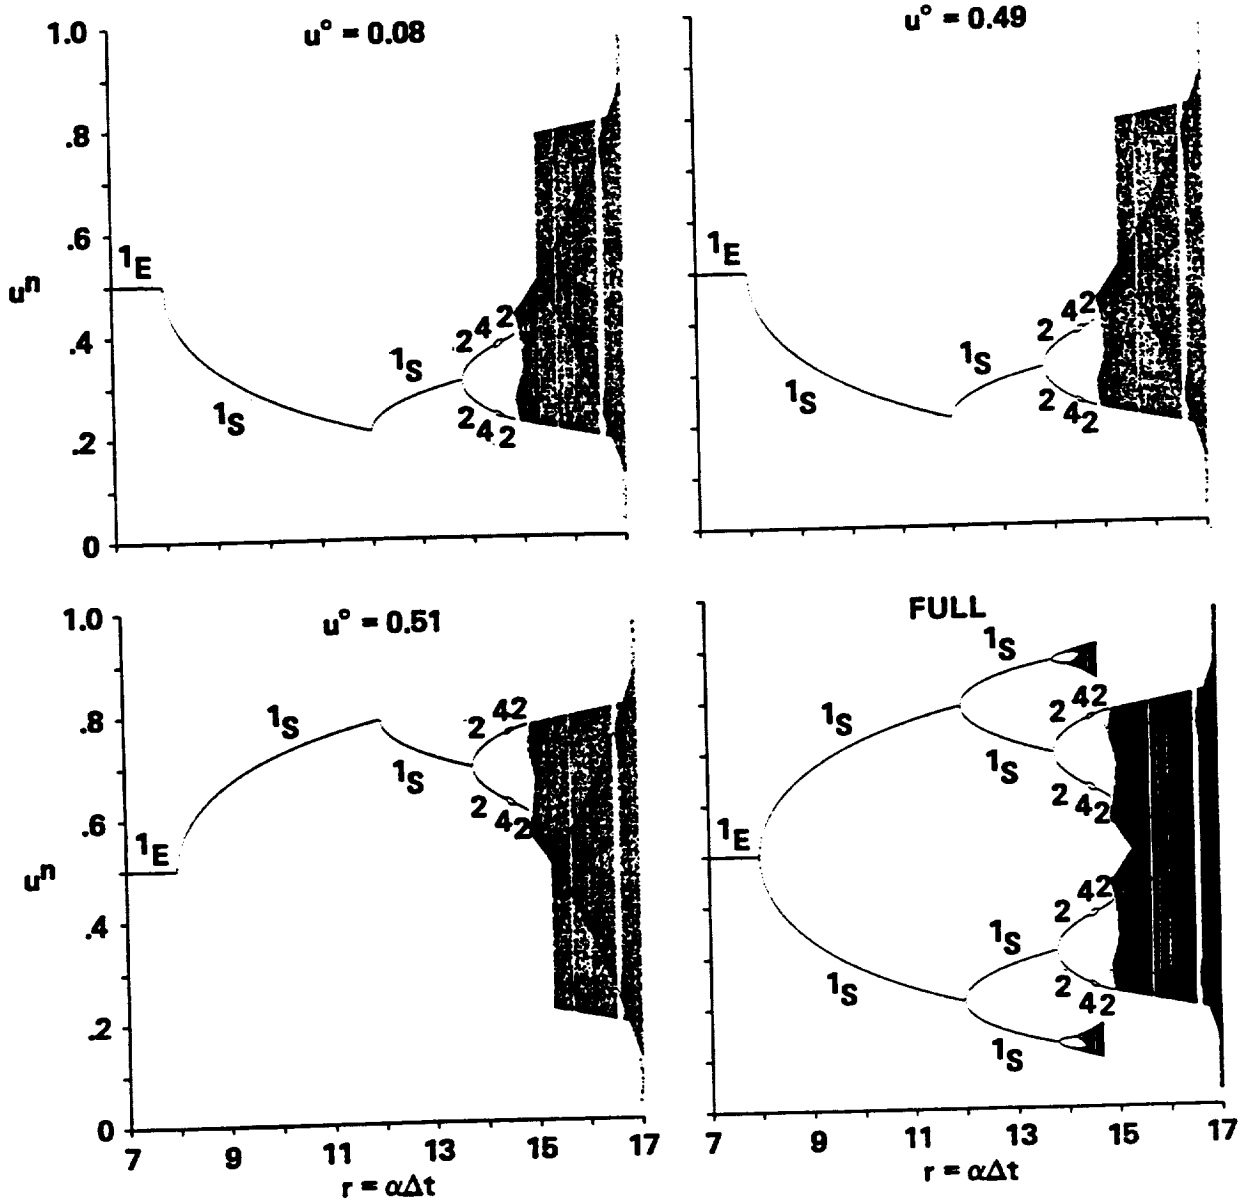 u° = 0.08
u° = 0.49
1.0
.8
.6
.4
.2
0
uⁿ
¹E
¹S
¹S
.2 4 2
2 4 2
¹E
¹S
¹S
2 4 2
2 4 2
u° = 0.51
FULL
1.0
.8
.6
.4
.2
0
uⁿ
¹E
¹S
¹S
2 4 2
2 4 2
¹E
¹S
¹S
¹S
2 4 2
2 4 2
¹S
¹S
¹S
2 4 2
2 4 2
7 9 11 13 15 17
r = αΔt
7 9 11 13 15 17
r = αΔt